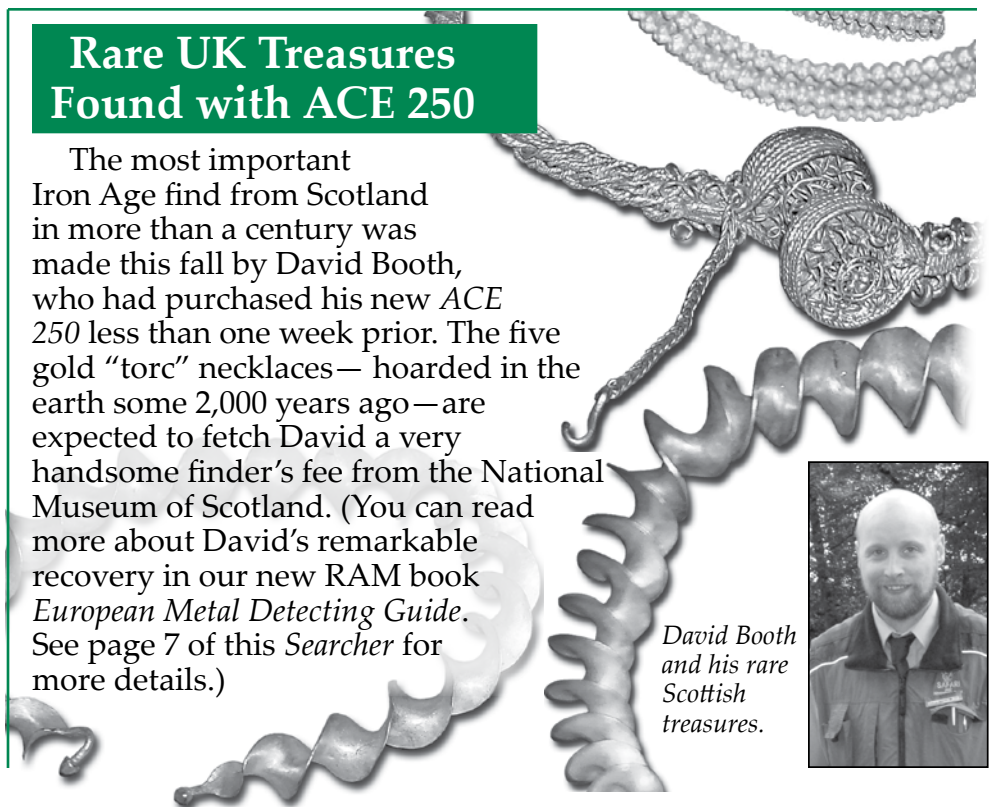 Rare UK Treasures
Found with ACE 250
The most important
Iron Age find from Scotland
in more than a century was
made this fall by David Booth,
who had purchased his new ACE
250 less than one week prior. The five
gold “torc” necklaces— hoarded in the
earth some 2,000 years ago—are
expected to fetch David a very
handsome finder’s fee from the National
Museum of Scotland. (You can read
more about David’s remarkable
recovery in our new RAM book
European Metal Detecting Guide.
See page 7 of this Searcher for
more details.)
David Booth
and his rare
Scottish
treasures.
SAFARI